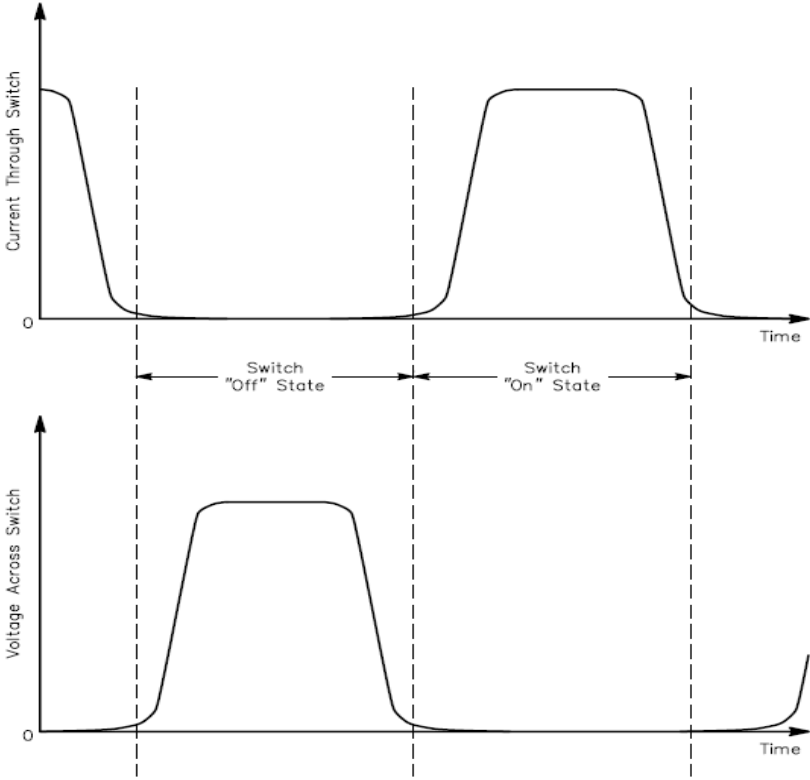 Current Through Switch
0
Time
Switch
"Off" State
Switch
"On" State
Voltage Across Switch
0
Time